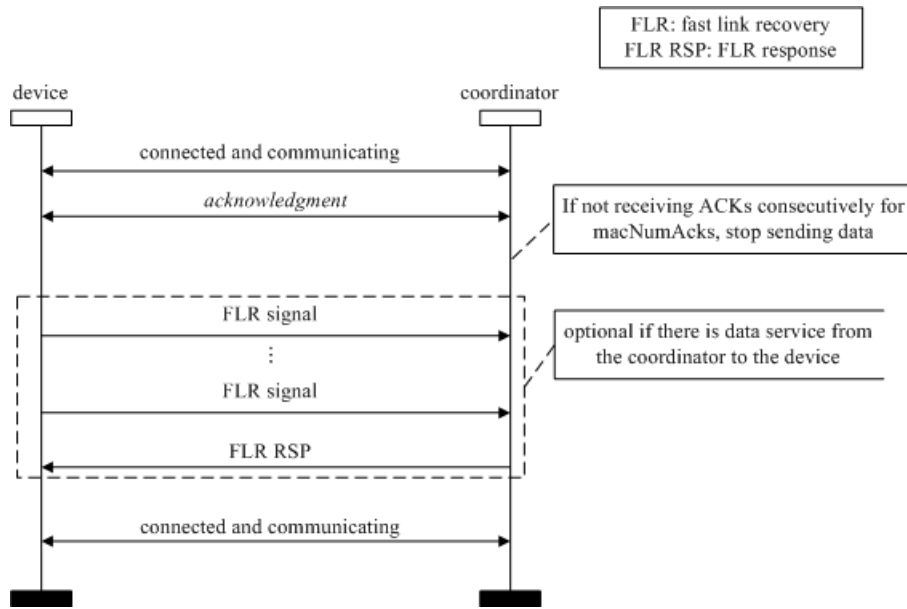 FLR: fast link recovery
FLR RSP: FLR response
device
coordinator
connected and communicating
acknowledgment
If not receiving ACKs consecutively for
macNumAcks, stop sending data
FLR signal
optional if there is data service from
the coordinator to the device
⋮
FLR signal
FLR RSP
connected and communicating